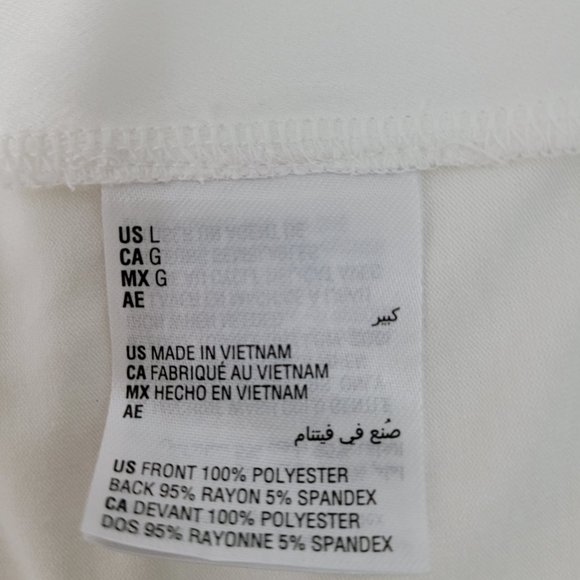 US L
CA G
MX G
AE
كبير
US MADE IN VIETNAM
CA FABRIQUÉ AU VIETNAM
MX HECHO EN VIETNAM
AE
صُنع في فيتنام
US FRONT 100% POLYESTER
BACK 95% RAYON 5% SPANDEX
CA DEVANT 100% POLYESTER
DOS 95% RAYONNE 5% SPANDEX